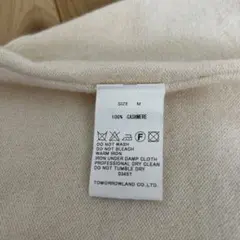 SIZE M
100% CASHMERE
DO NOT WASH
DO NOT BLEACH
WARM IRON
IRON UNDER DAMP CLOTH
PROFESSIONAL DRY CLEAN
DO NOT TUMBLE DRY
TOMORROWLAND CO.,LTD.